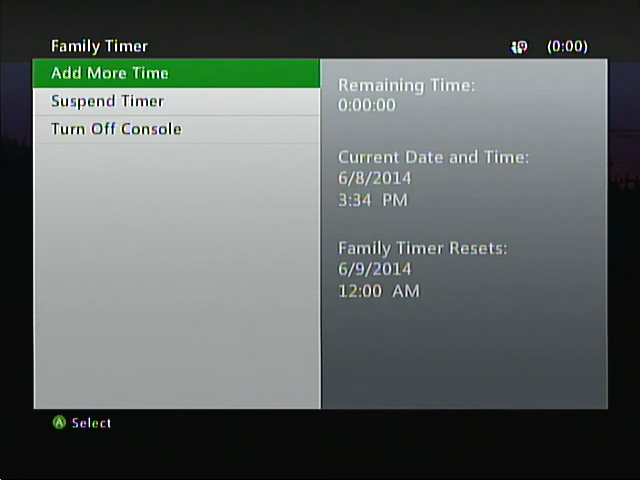 Family Timer (0:00)
Add More Time
Suspend Timer
Turn Off Console
Remaining Time:
0:00:00
Current Date and Time:
6/8/2014
3:34 PM
Family Timer Resets:
6/9/2014
12:00 AM
A Select